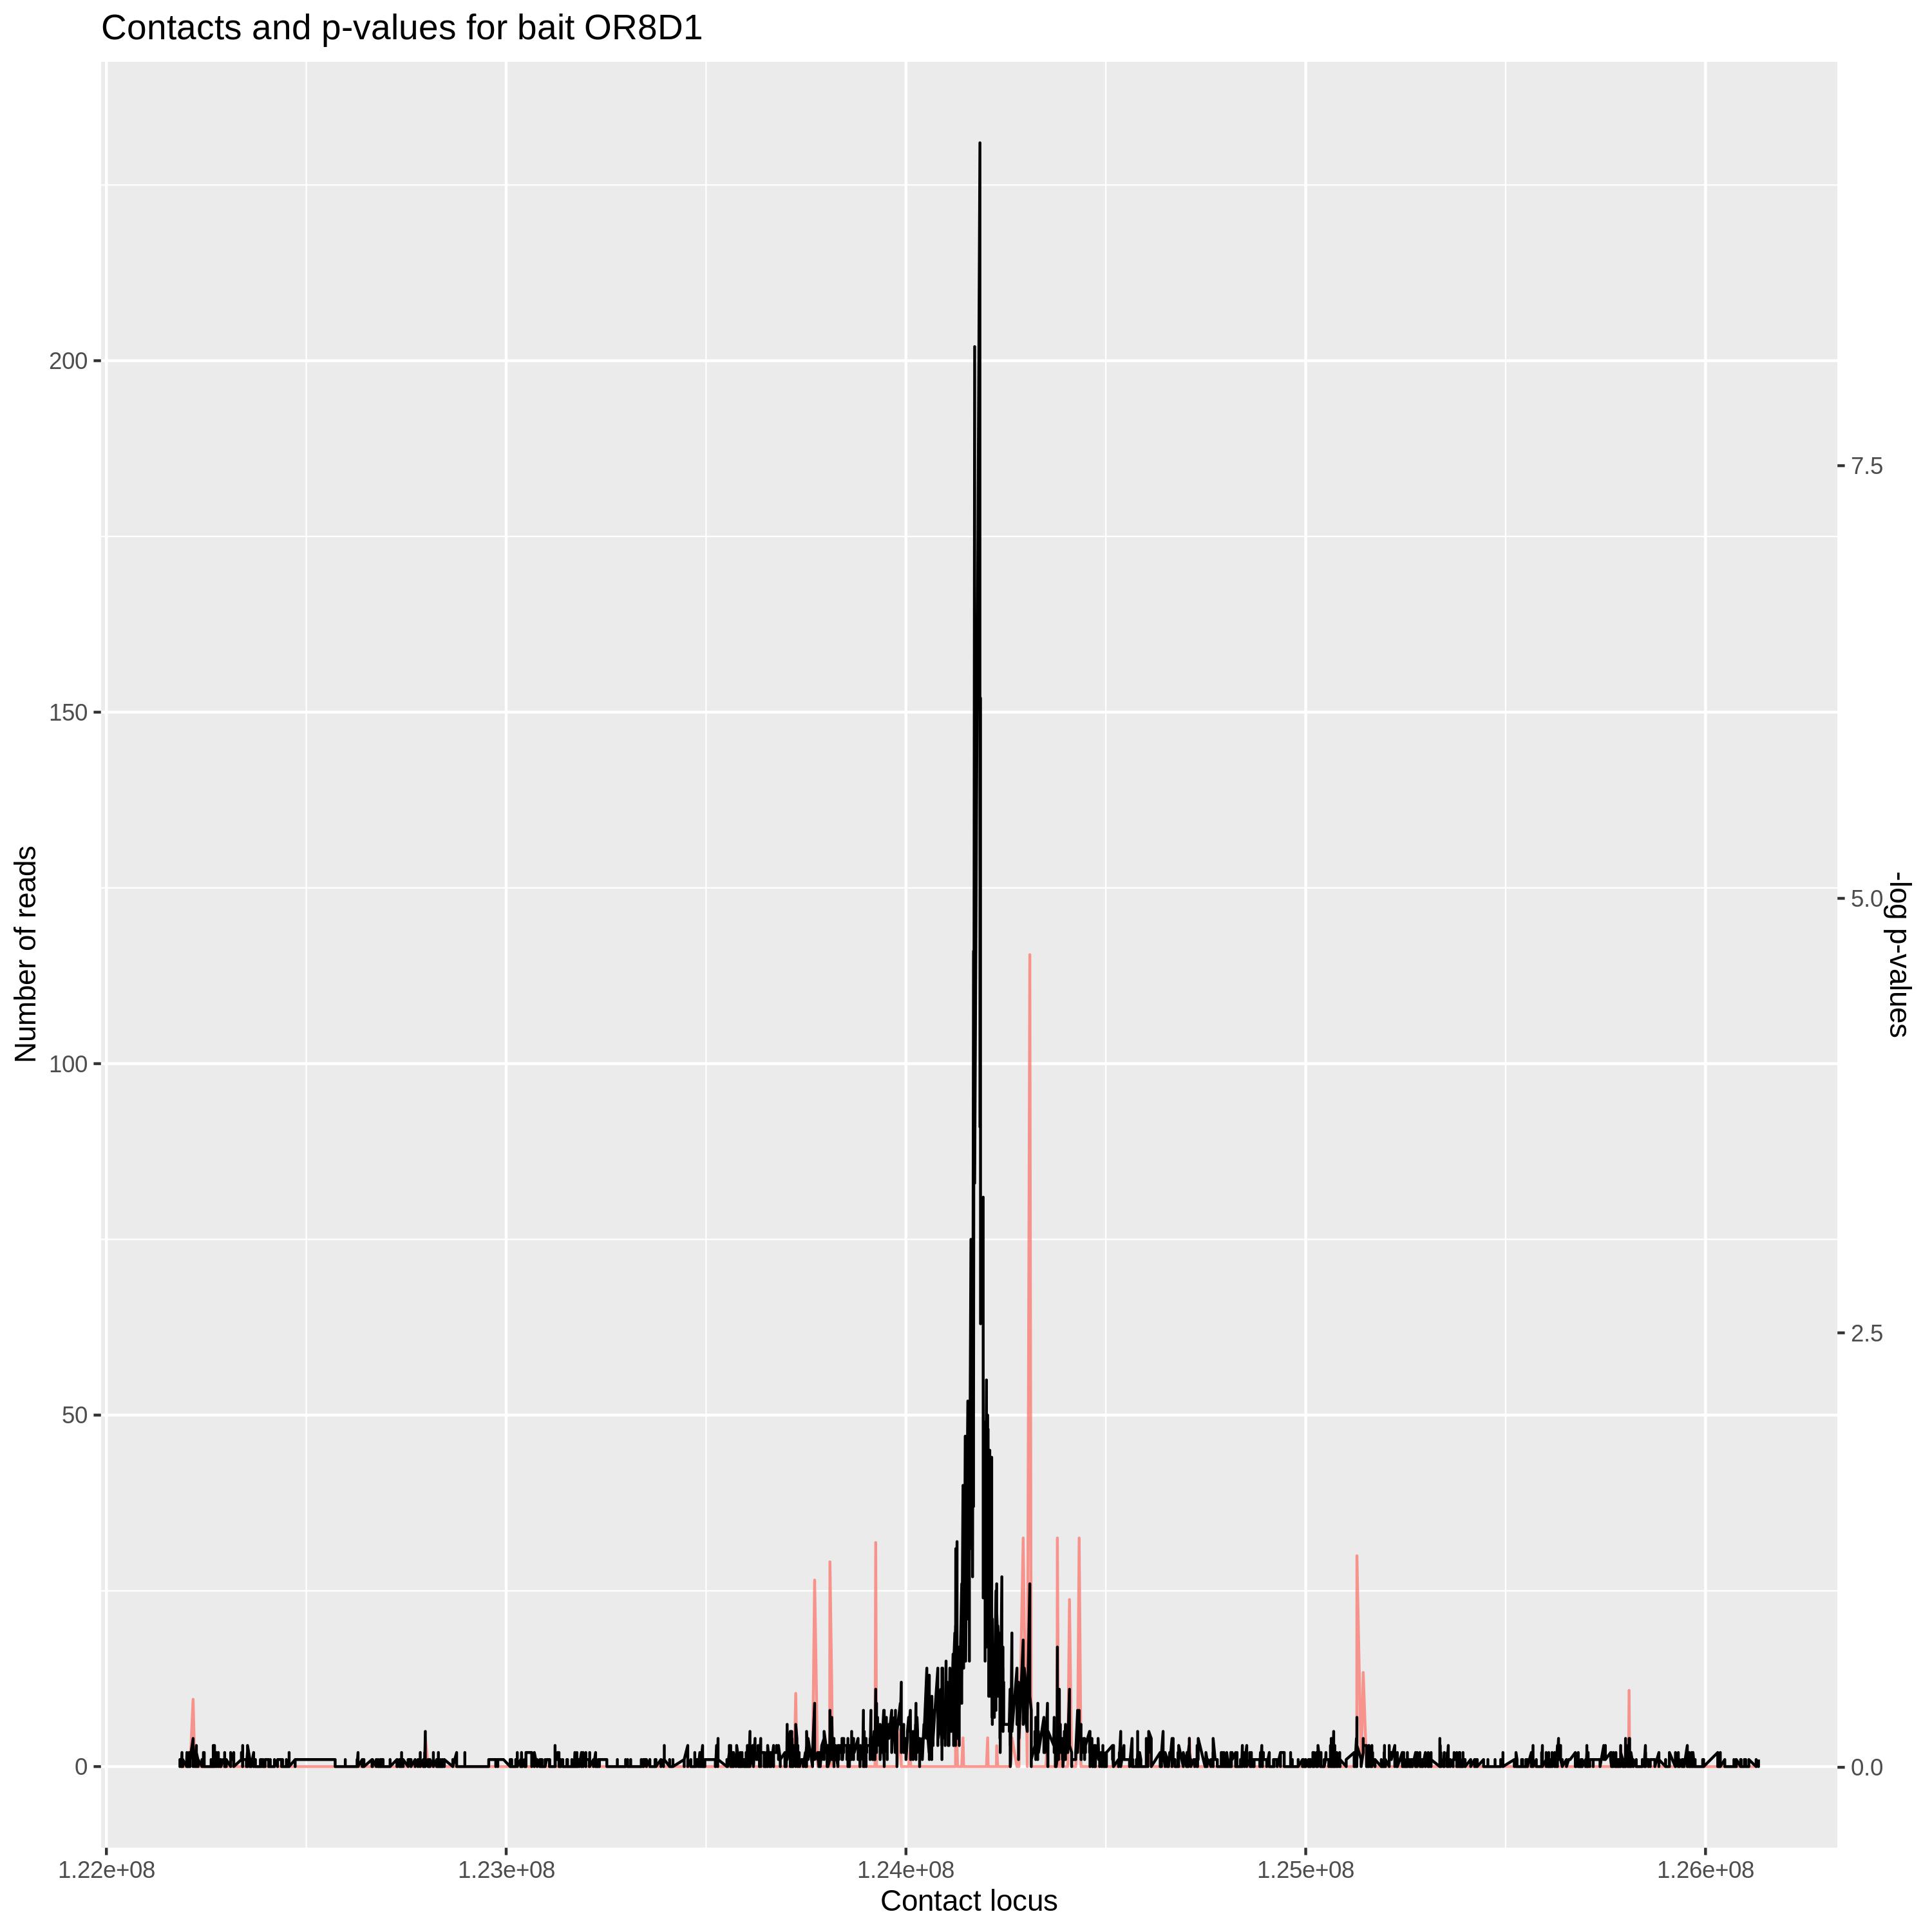 Contacts and p-values for bait OR8D1
Number of reads
200
150
100
50
0
7.5
5.0
2.5
0.0
-log p-values
1.22e+08
1.23e+08
1.24e+08
1.25e+08
1.26e+08
Contact locus